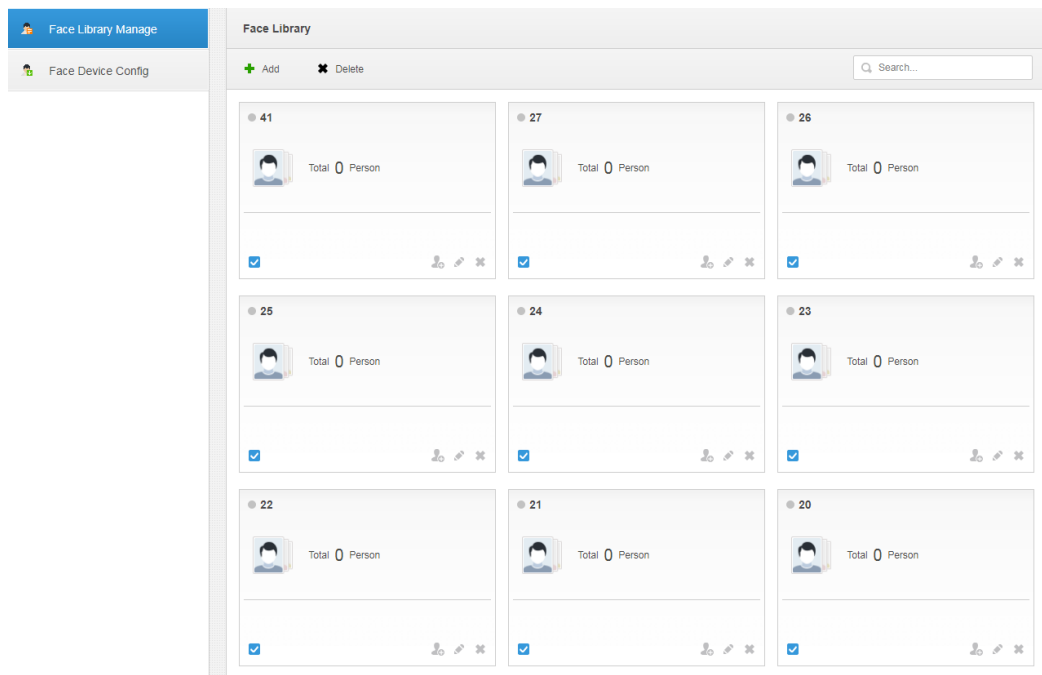 Face Library Manage
Face Device Config
Face Library
Add Delete Search...
41 27 26
Total 0 Person Total 0 Person Total 0 Person
25 24 23
Total 0 Person Total 0 Person Total 0 Person
22 21 20
Total 0 Person Total 0 Person Total 0 Person